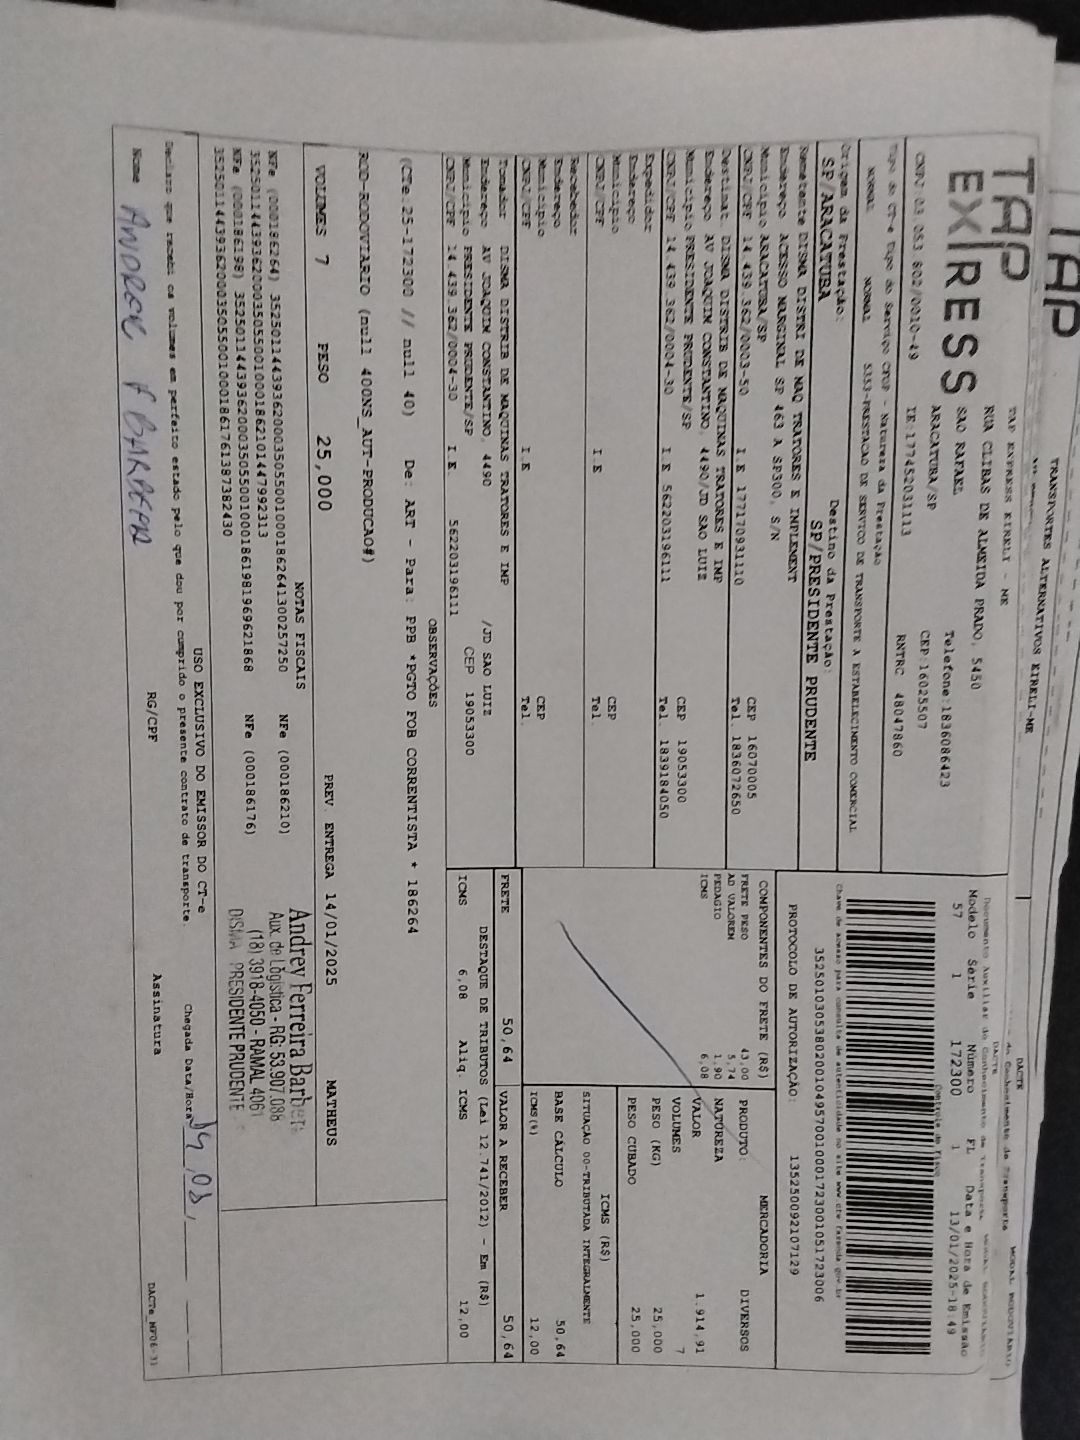 TAP
TRANSPORTES ALTERNATIVOS EIRELI-ME
TAP EXPRESS EIRELI - ME
TAP
EX/RESS
RUA CLIBAS DE ALMEIDA PRADO, 5450
SAO RAFAEL
ARACATUBA/SP
Telefone:1836086423
CEP:16025507
CNPJ 03.053.802/0010-49
IE:177452031113
RNTRC 48047860
DACTE
Modelo Série Número FL Data e Hora de Emissão
57 1 172300 1 13/01/2025-18:49
Controle do Fisco
Chave de acesso para consulta de autenticidade no site www.cte.fazenda.gov.br
PROTOCOLO DE AUTORIZAÇÃO: 135250092107129
Tipo do CT-e Tipo do Serviço CFOP - Natureza da Prestação
NORMAL NORMAL 5353-PRESTACAO DE SERVICO DE TRANSPORTE A ESTABELECIMENTO COMERCIAL
Origem da Prestação: Destino da Prestação:
SP/ARACATUBA SP/PRESIDENTE PRUDENTE
Remetente DISMA DISTRI DE MAQ TRATORES E IMPLEMENT
Endereço ACESSO MARGINAL SP 463 A SP300, S/N
Município ARACATUBA/SP CEP 16070005
CNPJ/CPF 14.439.362/0003-50 I.E 177170931110 Tel. 1836072650
Destinat. DISMA DISTRIB DE MAQUINAS TRATORES E IMP
Endereço AV JOAQUIM CONSTANTINO, 4490/JD SAO LUIZ
Município PRESIDENTE PRUDENTE/SP CEP 19053300
CNPJ/CPF 14.439.362/0004-30 I.E 562203196111 Tel. 1839184050
Expedidor
Endereço
Município CEP
CNPJ/CPF I.E Tel.
Recebedor
Endereço
Município CEP
CNPJ/CPF I.E Tel.
Tomador DISMA DISTRIB DE MAQUINAS TRATORES E IMP
Endereço AV JOAQUIM CONSTANTINO, 4490 /JD SAO LUIZ
Município PRESIDENTE PRUDENTE/SP CEP 19053300
CNPJ/CPF 14.439.362/0004-30 I.E 562203196111
COMPONENTES DO FRETE (R$)
FRETE PESO 43,00
AD VALOREM 5,74
PEDAGIO 1,90
ICMS 6,08
MERCADORIA
PRODUTO: DIVERSOS
NATUREZA
VALOR 1.914,91
VOLUMES 7
PESO (KG) 25,000
PESO CUBADO 25,000
ICMS (R$)
SITUAÇÃO 00-TRIBUTADA INTEGRALMENTE
BASE CÁLCULO 50,64
ICMS(%) 12,00
FRETE 50,64 VALOR A RECEBER 50,64
DESTAQUE DE TRIBUTOS (Lei 12.741/2012) - Em (R$)
ICMS 6,08 Aliq. ICMS 12,00
OBSERVAÇÕES
(CTe.25-172300 // null 40) De: ART - Para: PPB *PGTO FOB CORRENTISTA * 186264
ROD-RODOVIARIO (null 400NS_AUT-PRODUCAO#)
VOLUMES 7 PESO 25,000 PREV. ENTREGA 14/01/2025 MATHEUS
NOTAS FISCAIS
NFe (000186264) NFe (000186210)
NFe (000186198) NFe (000186176)
Andrey Ferreira
Aux. de Logística - RG: 53.907.088
(18) 3918-4050 - RAMAL 4061
DISMA PRESIDENTE PRUDENTE
USO EXCLUSIVO DO EMISSOR DO CT-e
Declaro que recebi os volumes em perfeito estado pelo que dou por cumprido o presente contrato de transporte.
Chegada Data/Hora
Nome ANDREY F RG/CPF Assinatura